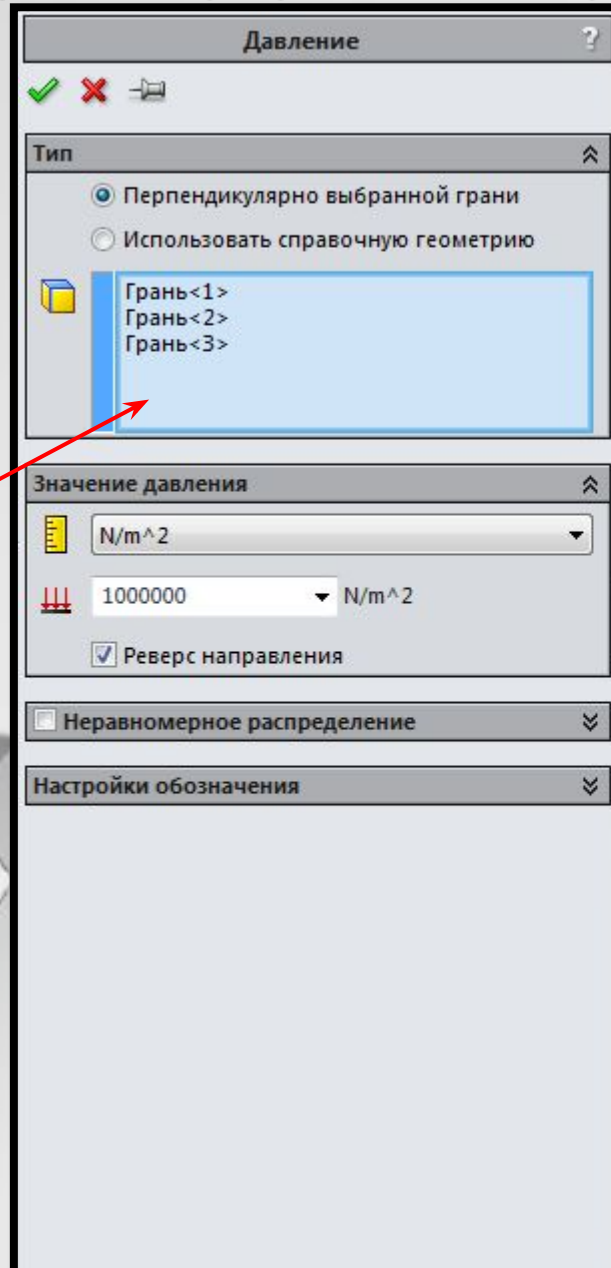 Давление ?
Тип
Перпендикулярно выбранной грани
Использовать справочную геометрию
Грань<1>
Грань<2>
Грань<3>
Значение давления
N/m^2
1000000 N/m^2
Реверс направления
Неравномерное распределение
Настройки обозначения